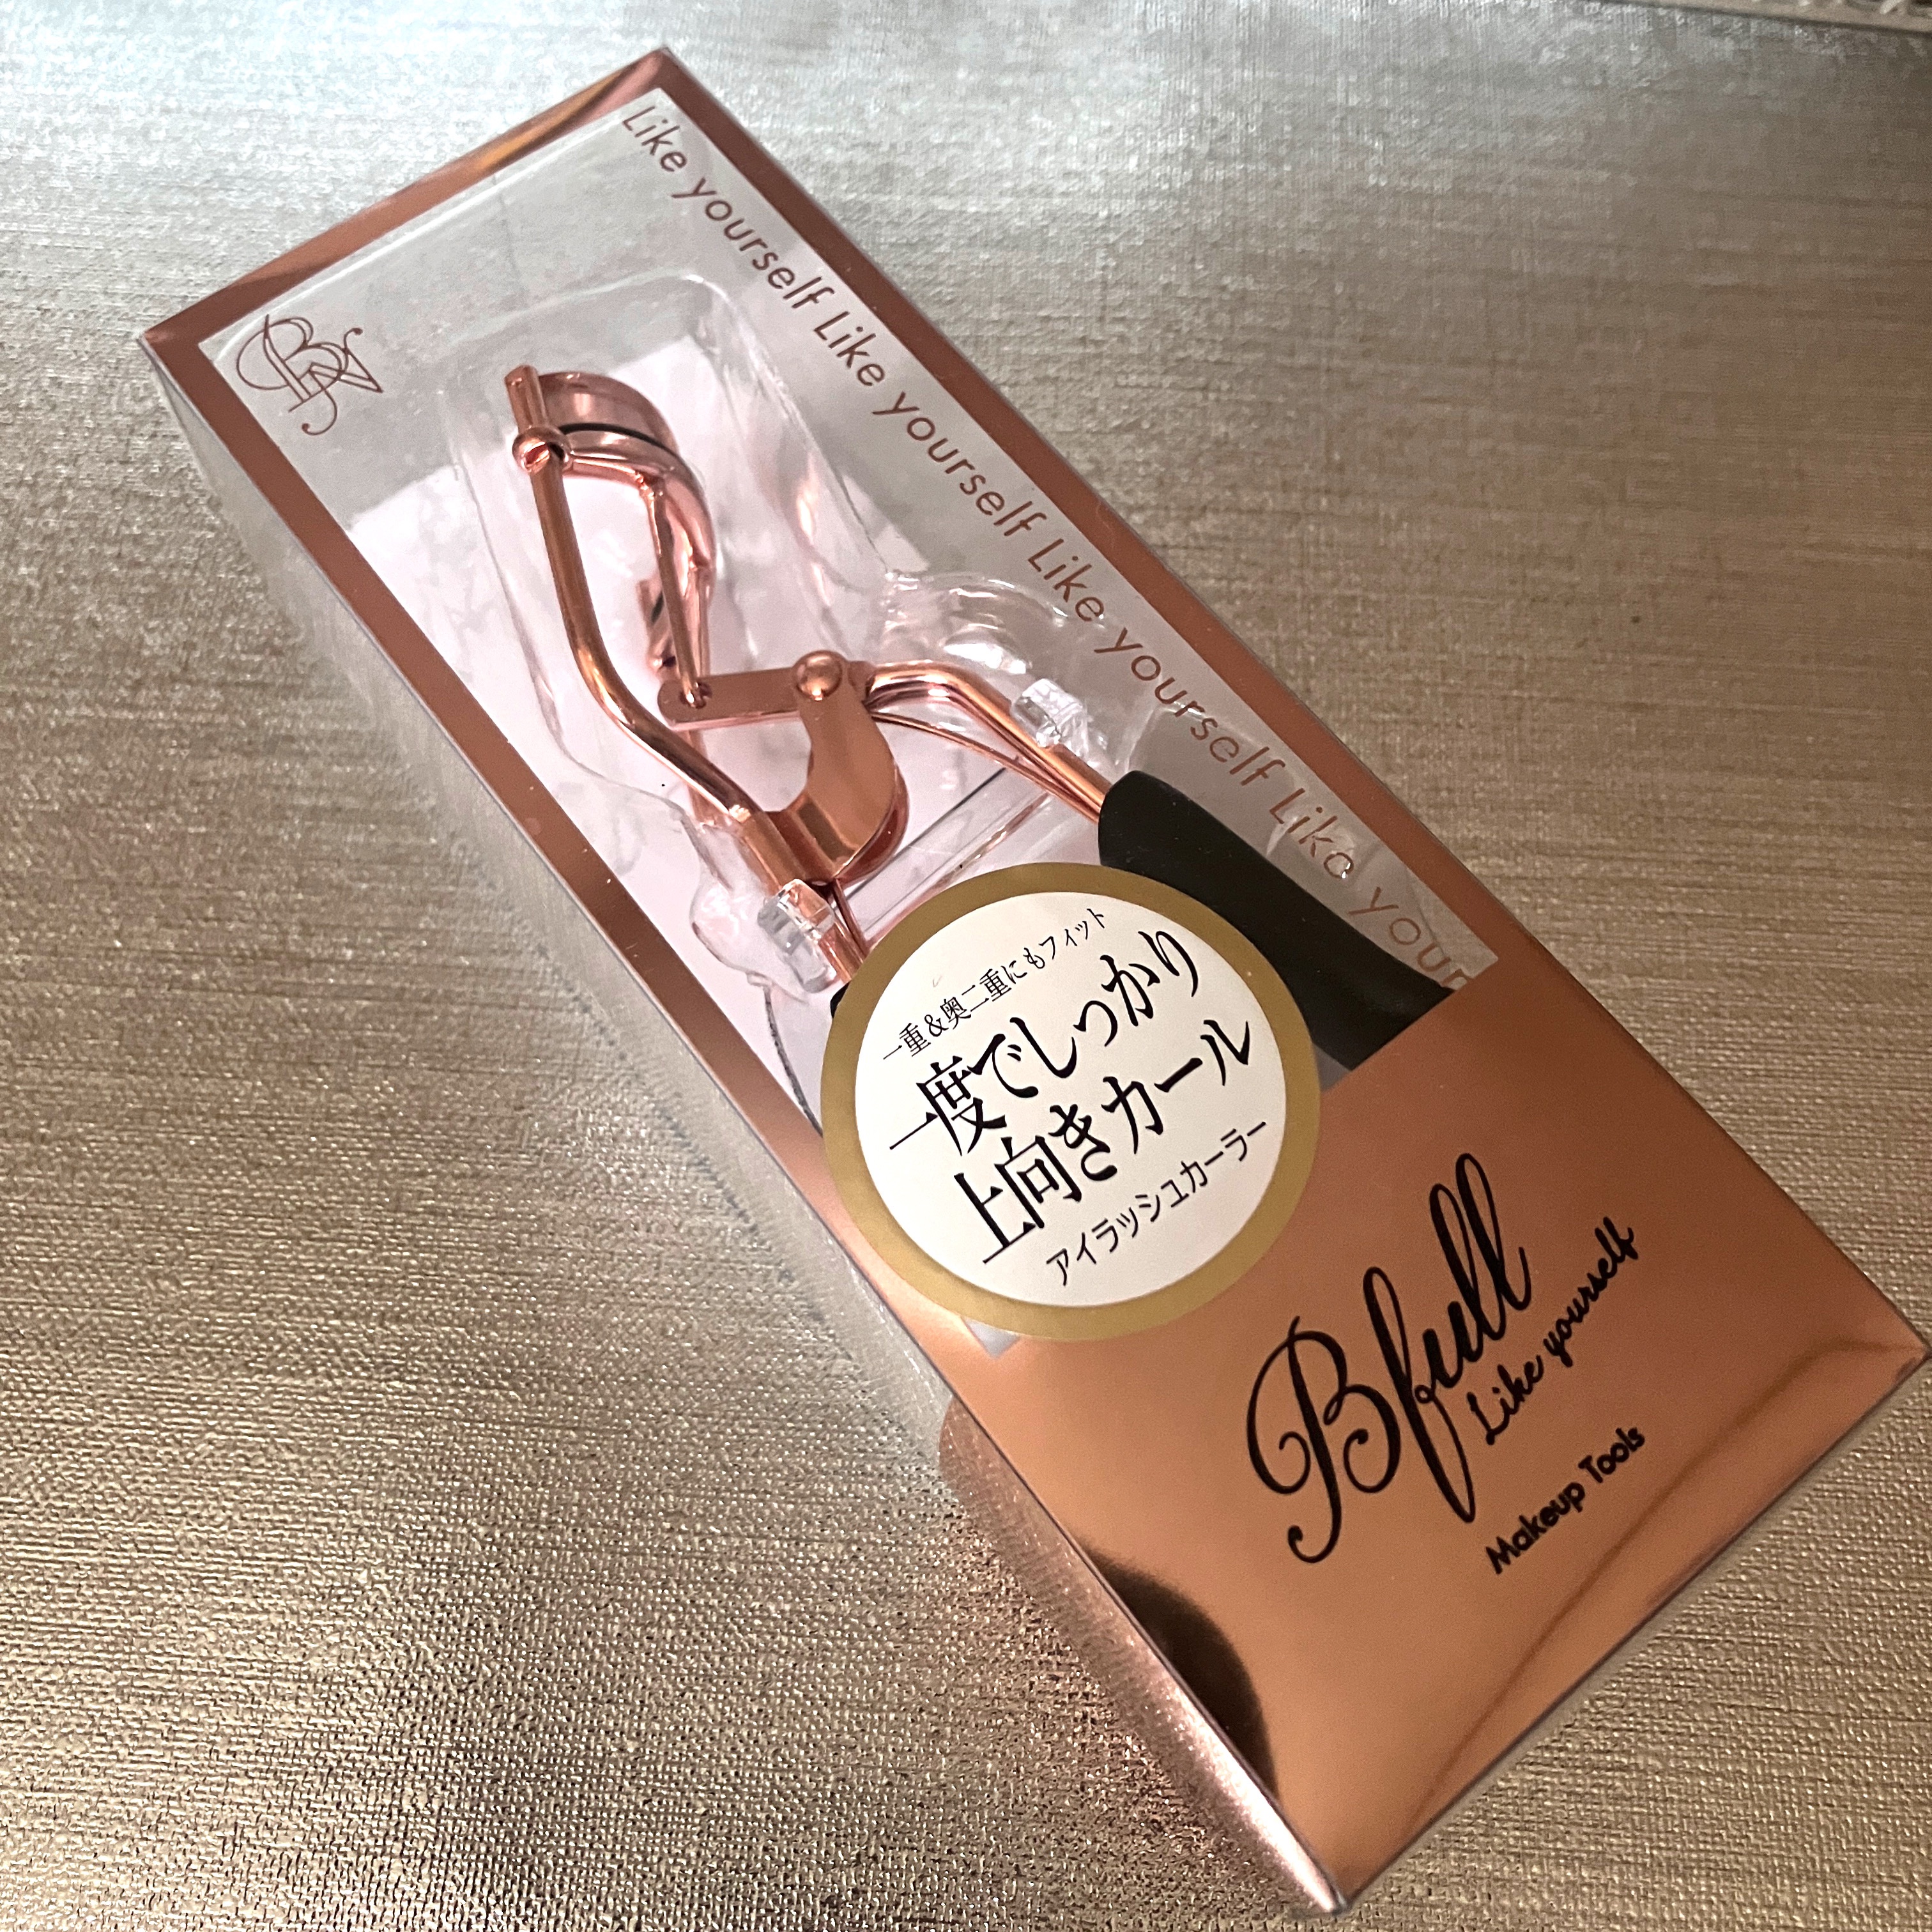 Like yourself Like yourself Like yourself Like your
一重&奥二重にもフィット
一度でしっかり
上向きカール
アイラッシュカーラー
Bfull
Like yourself
Makeup Tools